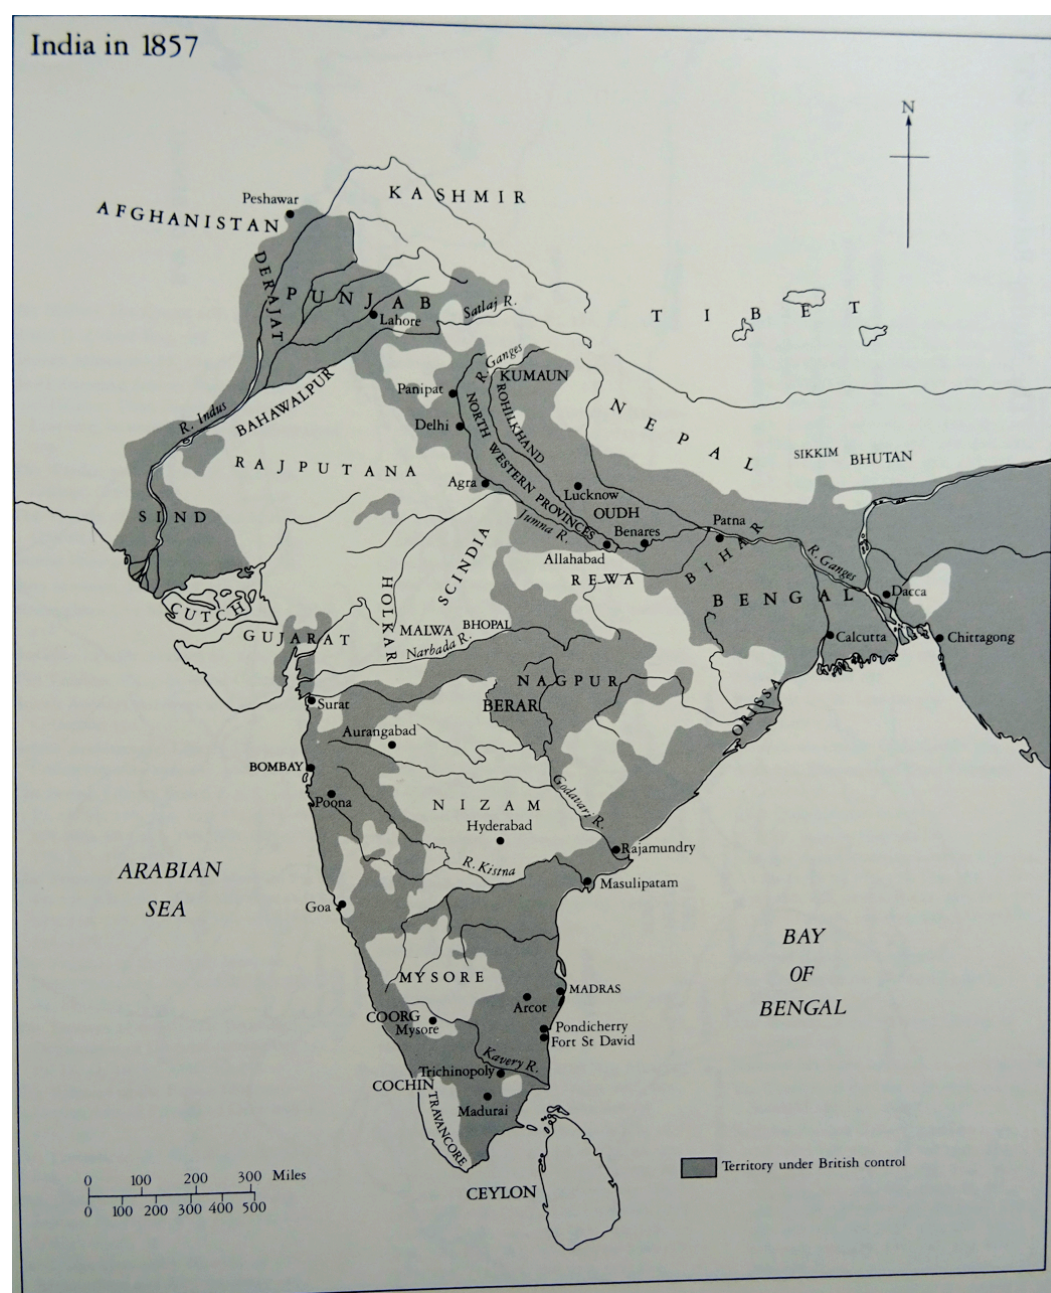 India in 1857
N
KASHMIR
Peshawar
AFGHANISTAN
DERAJAT
PUNJAB
Lahore
Satlaj R.
TIBET
R. Ganges
KUMAUN
Panipat
ROHILKHAND
BAHAWALPUR
R. Indus
NORTH WESTERN PROVINCES
Delhi
NEPAL
SIKKIM
BHUTAN
RAJPUTANA
Agra
Lucknow
OUDH
SIND
Jumna R.
Benares
Patna
Allahabad
BIHAR
R. Ganges
REWA
SCINDIA
HOLKAR
BENGAL
Dacca
CUTCH
GUJARAT
MALWA
BHOPAL
Narbada R.
Calcutta
Chittagong
NAGPUR
Surat
BERAR
ORISSA
Aurangabad
BOMBAY
Poona
NIZAM
Godavari R.
Hyderabad
Rajamundry
R. Kistna
Masulipatam
ARABIAN
SEA
Goa
BAY
OF
BENGAL
MYSORE
MADRAS
Arcot
COORG
Mysore
Pondicherry
Fort St David
Kavery R.
Trichinopoly
COCHIN
TRAVANCORE
Madurai
CEYLON
Territory under British control
0 100 200 300 Miles
0 100 200 300 400 500